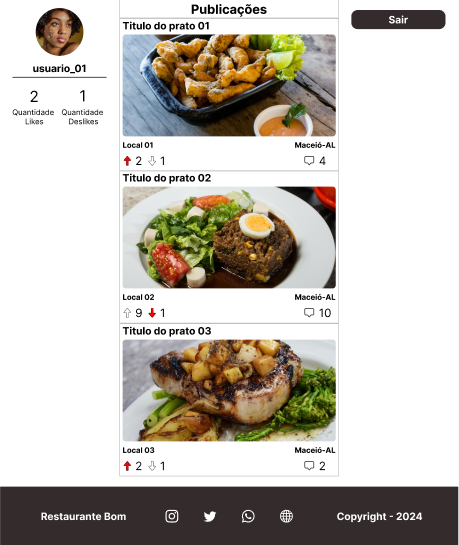 Publicações
Sair
usuario_01
2 1
Quantidade Quantidade
Likes Deslikes
Titulo do prato 01
Local 01 Maceió-AL
2 1 4
Titulo do prato 02
Local 02 Maceió-AL
9 1 10
Titulo do prato 03
Local 03 Maceió-AL
2 1 2
Restaurante Bom Copyright - 2024